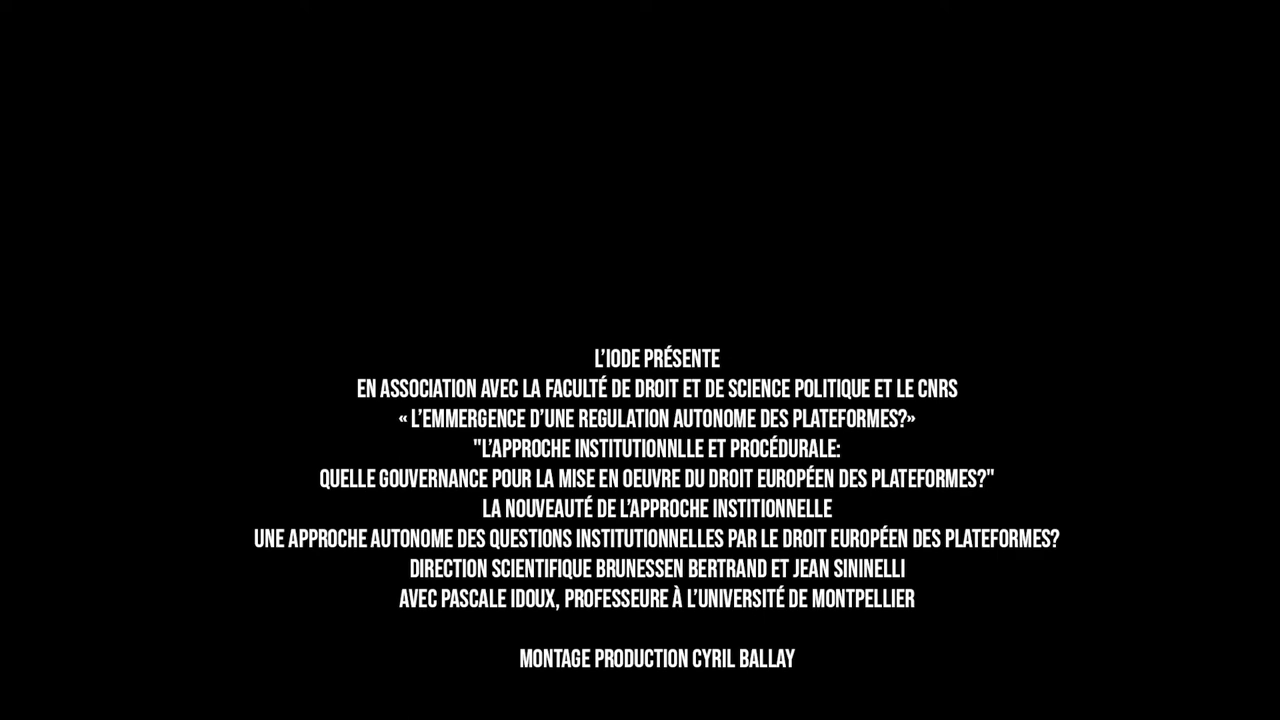 L'IODE PRÉSENTE
EN ASSOCIATION AVEC LA FACULTÉ DE DROIT ET DE SCIENCE POLITIQUE ET LE CNRS
« L'EMMERGENCE D'UNE REGULATION AUTONOME DES PLATEFORMES?»
"L'APPROCHE INSTITUTIONNLLE ET PROCÉDURALE:
QUELLE GOUVERNANCE POUR LA MISE EN OEUVRE DU DROIT EUROPÉEN DES PLATEFORMES?"
LA NOUVEAUTÉ DE L'APPROCHE INSTITIONNELLE
UNE APPROCHE AUTONOME DES QUESTIONS INSTITUTIONNELLES PAR LE DROIT EUROPÉEN DES PLATEFORMES?
DIRECTION SCIENTIFIQUE BRUNESSEN BERTRAND ET JEAN SININELLI
AVEC PASCALE IDOUX, PROFESSEURE À L'UNIVERSITÉ DE MONTPELLIER
MONTAGE PRODUCTION CYRIL BALLAY